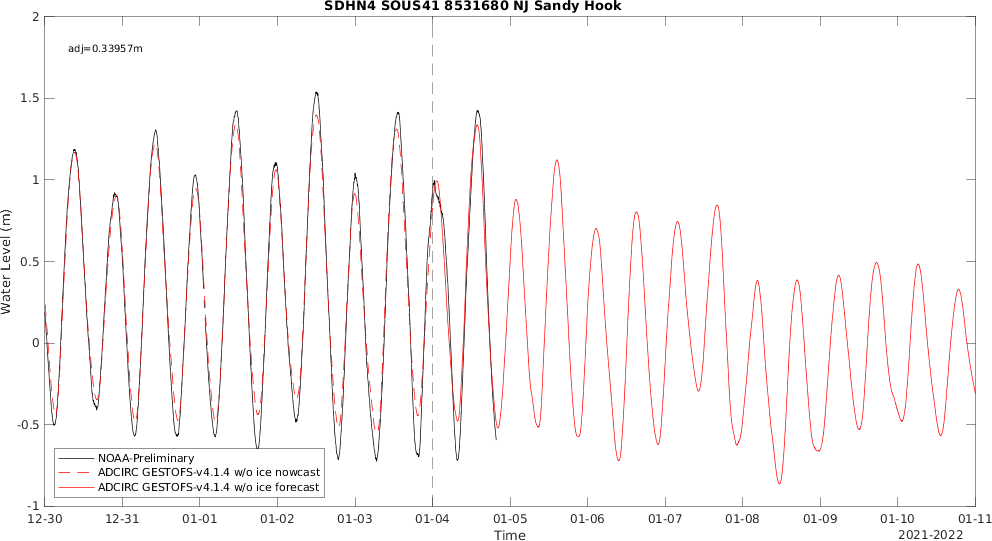 SDHN4 SOUS41 8531680 NJ Sandy Hook
adj=0.33957m
2
1.5
1
0.5
0
-0.5
-1
Water Level (m)
NOAA-Preliminary
ADCIRC GESTOFS-v4.1.4 w/o ice nowcast
ADCIRC GESTOFS-v4.1.4 w/o ice forecast
12-30 12-31 01-01 01-02 01-03 01-04 01-05 01-06 01-07 01-08 01-09 01-10 01-11
Time
2021-2022